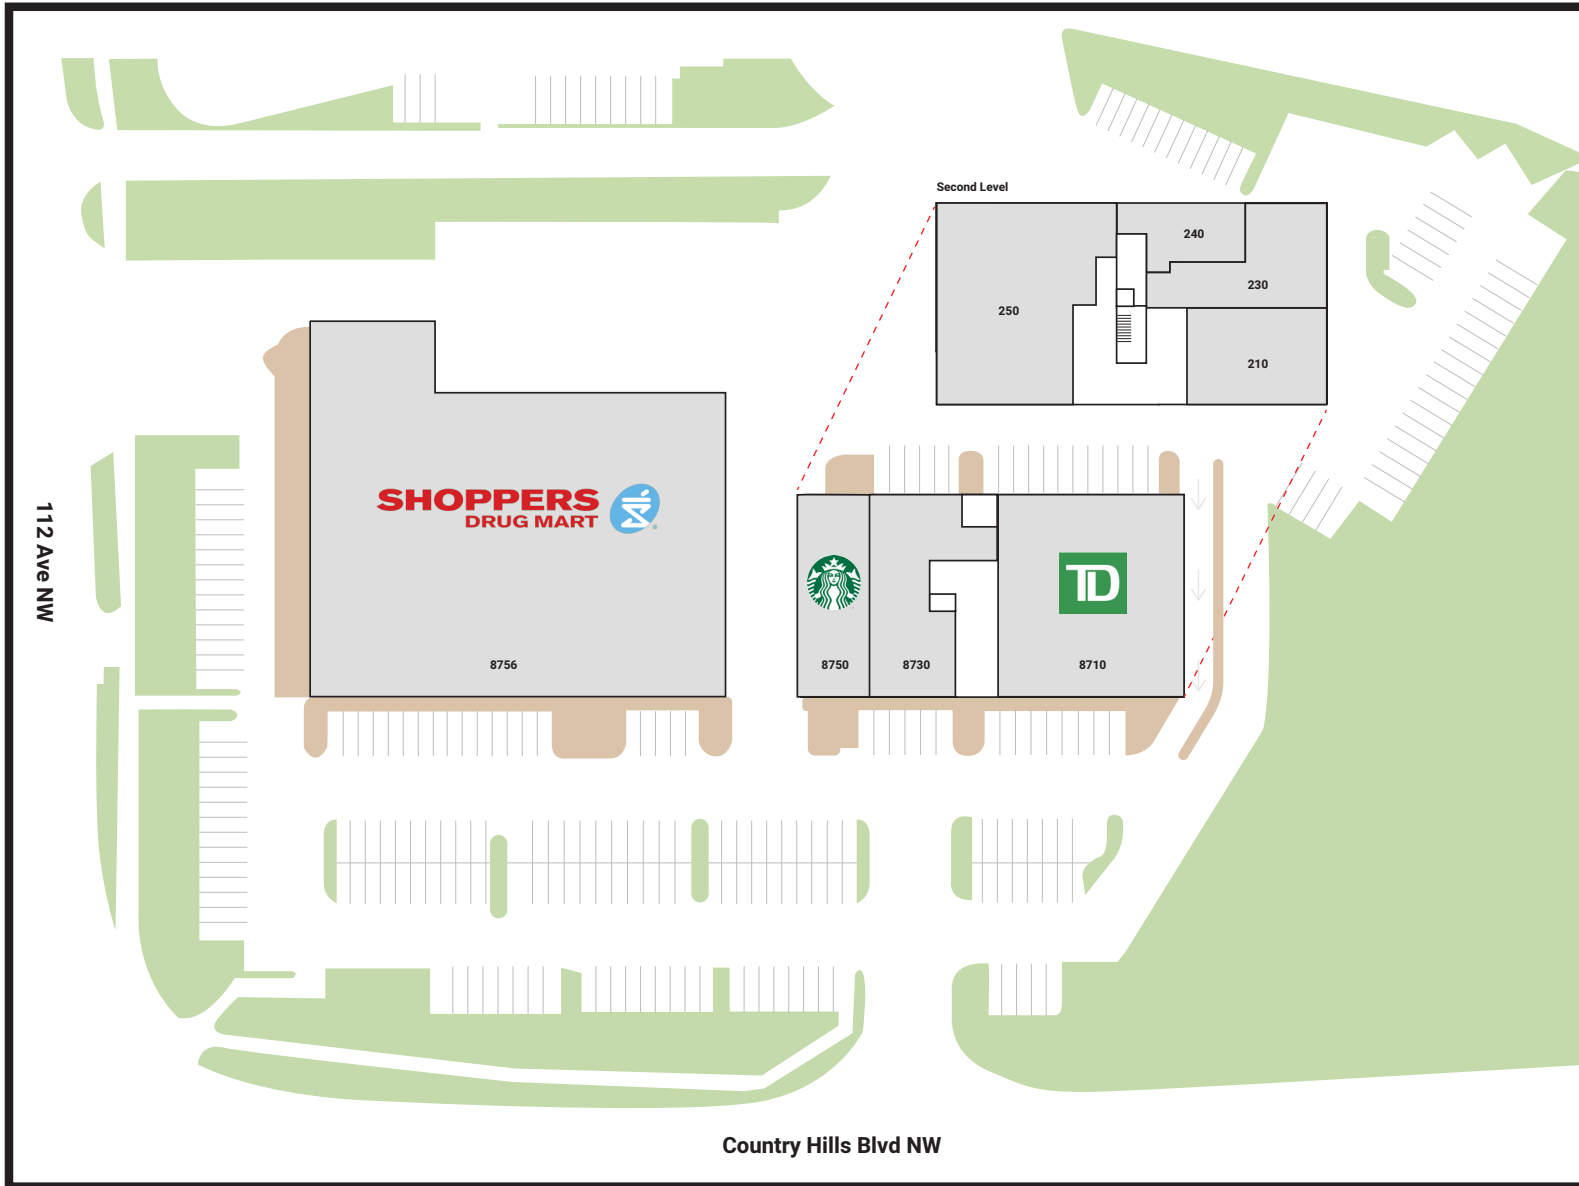 Second Level
240
230
250
210
SHOPPERS
DRUG MART
TD
8756
8750
8730
8710
112 Ave NW
Country Hills Blvd NW